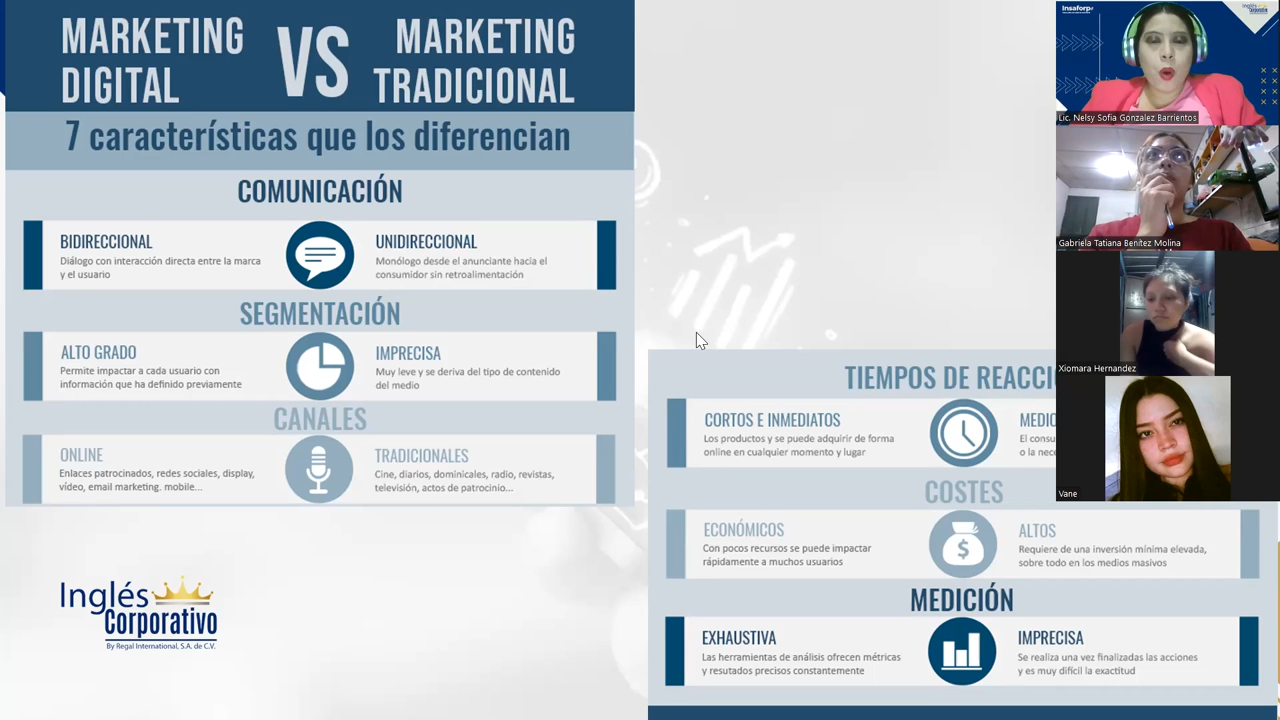 MARKETING
DIGITAL
VS
MARKETING
TRADICIONAL
7 características que los diferencian
COMUNICACIÓN
BIDIRECCIONAL
Diálogo con interacción directa entre la marca
y el usuario
UNIDIRECCIONAL
Monólogo desde el anunciante hacia el
consumidor sin retroalimentación
SEGMENTACIÓN
ALTO GRADO
Permite impactar a cada usuario con
información que ha definido previamente
IMPRECISA
Muy leve y se deriva del tipo de contenido
del medio
CANALES
ONLINE
Enlaces patrocinados, redes sociales, display,
vídeo, email marketing. mobile...
TRADICIONALES
Cine, diarios, dominicales, radio, revistas,
televisión, actos de patrocinio...
Inglés
Corporativo
By Regal International, S.A. de C.V.
TIEMPOS DE REACCI
CORTOS E INMEDIATOS
Los productos y se puede adquirir de forma
online en cualquier momento y lugar
MEDIO
El consu
o la nece
COSTES
ECONÓMICOS
Con pocos recursos se puede impactar
rápidamente a muchos usuarios
$
ALTOS
Requiere de una inversión mínima elevada,
sobre todo en los medios masivos
MEDICIÓN
EXHAUSTIVA
Las herramientas de análisis ofrecen métricas
y resutados precisos constantemente
IMPRECISA
Se realiza una vez finalizadas las acciones
y es muy difícil la exactitud
Insaforp
Lic. Nelsy Sofia Gonzalez Barrientos
Gabriela Tatiana Benítez Molina
Xiomara Hernandez
Vane